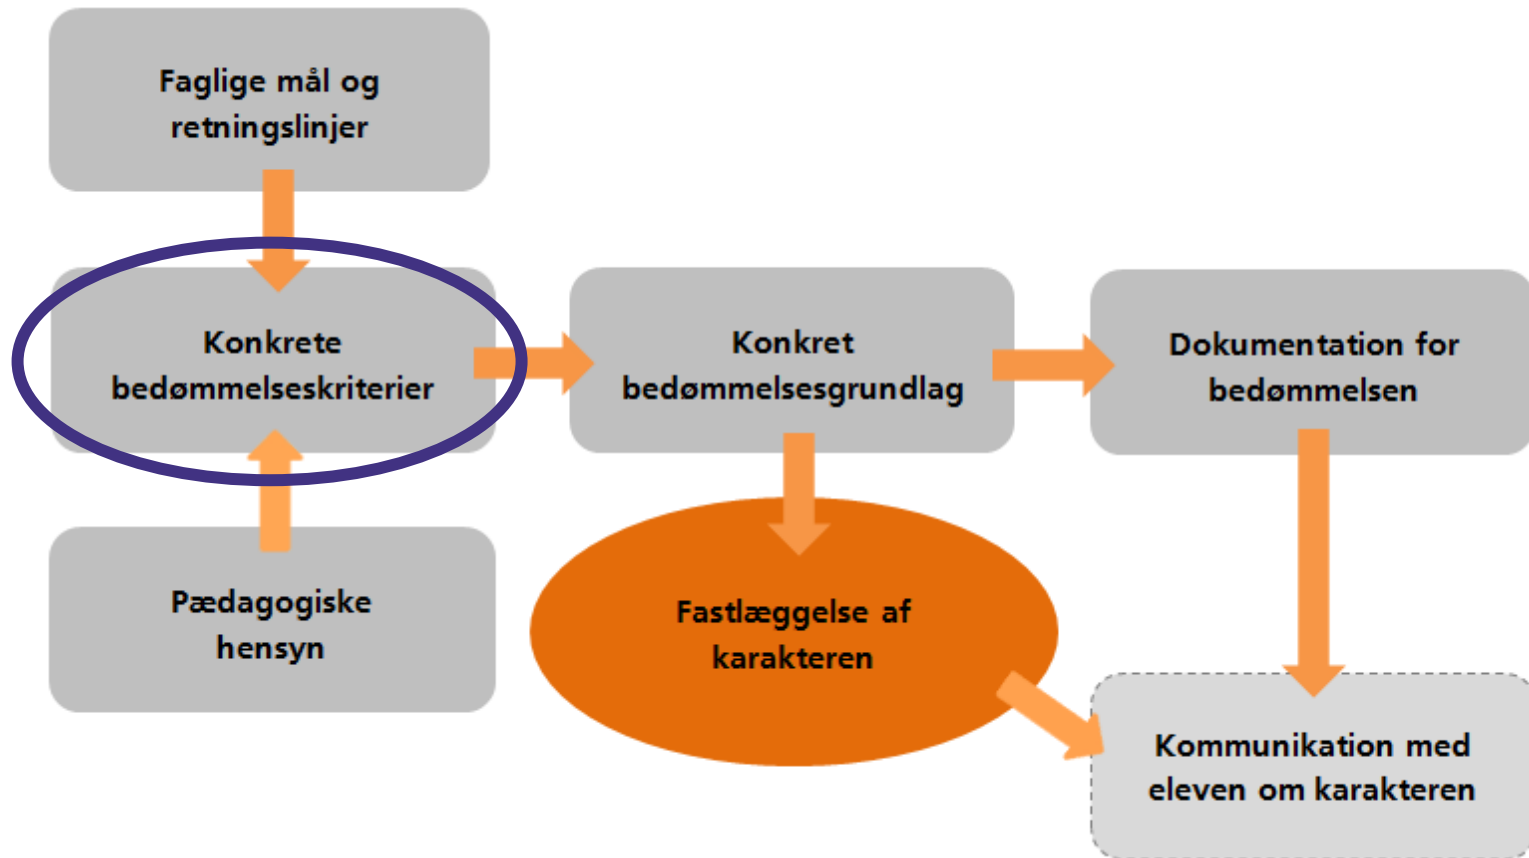 Faglige mål og
retningslinjer
Konkrete
bedømmelseskriterier
Konkret
bedømmelsesgrundlag
Dokumentation for
bedømmelsen
Pædagogiske
hensyn
Fastlæggelse af
karakteren
Kommunikation med
eleven om karakteren